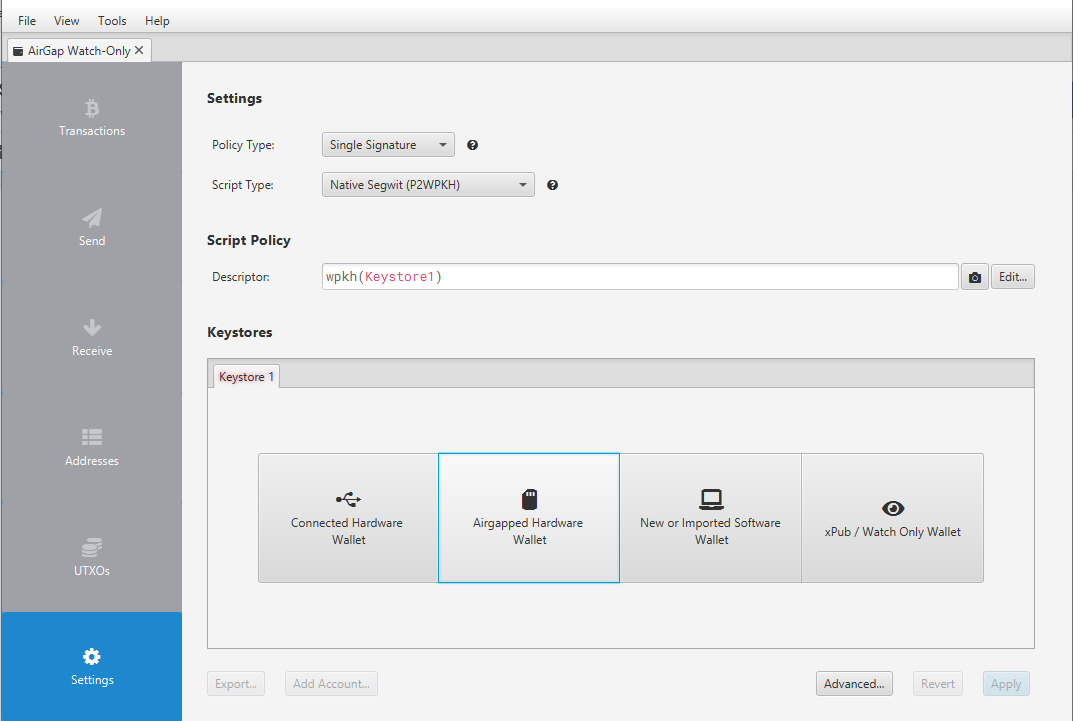 File View Tools Help
AirGap Watch-Only
Transactions
Send
Receive
Addresses
UTXOs
Settings
Settings
Policy Type: Single Signature
Script Type: Native Segwit (P2WPKH)
Script Policy
Descriptor: wpkh(Keystore1) Edit...
Keystores
Keystore 1
Connected Hardware
Wallet
Airgapped Hardware
Wallet
New or Imported Software
Wallet
xPub / Watch Only Wallet
Export... Add Account... Advanced... Revert Apply